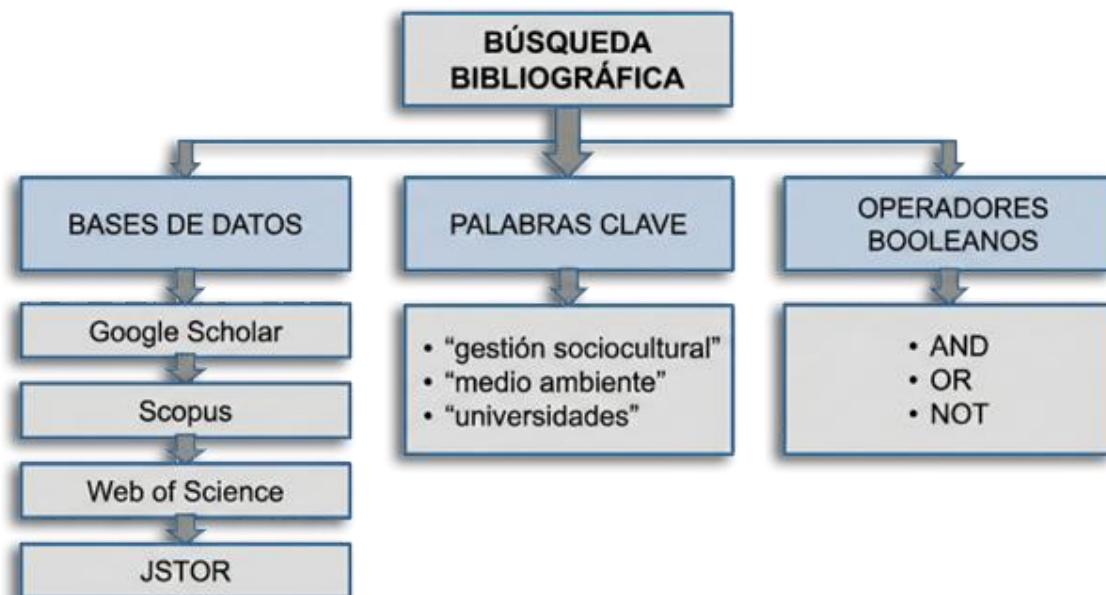 BÚSQUEDA
BIBLIOGRÁFICA
BASES DE DATOS
Google Scholar
Scopus
Web of Science
JSTOR
PALABRAS CLAVE
• “gestión sociocultural”
• “medio ambiente”
• “universidades”
OPERADORES
BOOLEANOS
• AND
• OR
• NOT